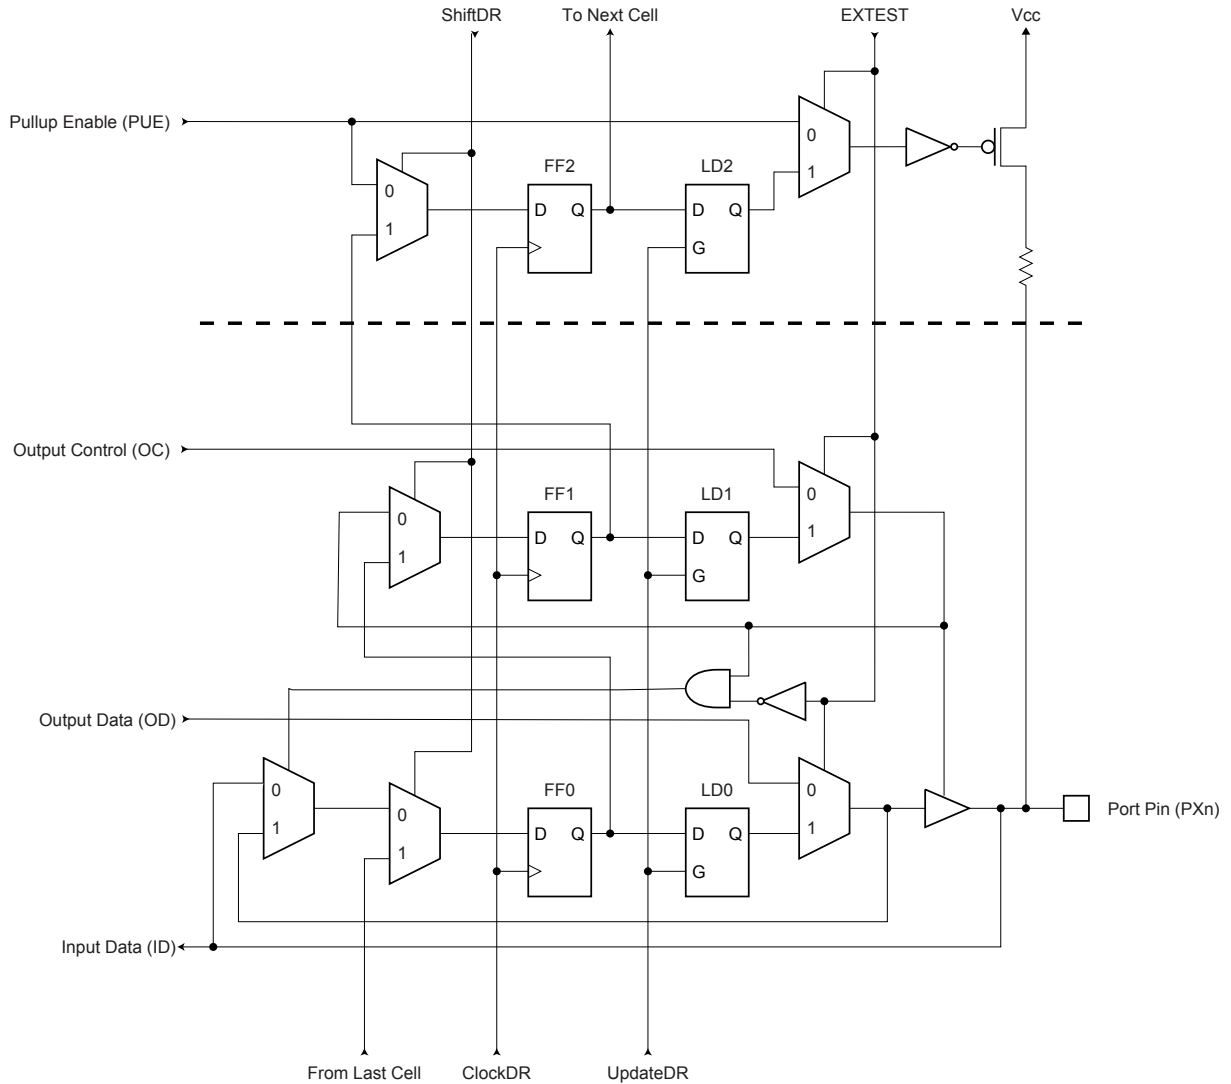 ShiftDR To Next Cell EXTEST Vcc
Pullup Enable (PUE)
0
1
FF2 LD2
0
1
D Q D Q
G
Output Control (OC)
FF1 LD1
0
1
0
1
D Q D Q
G
Output Data (OD)
FF0 LD0
0
1
0
1
0
1
D Q D Q
G
Port Pin (PXn)
Input Data (ID)
From Last Cell ClockDR UpdateDR